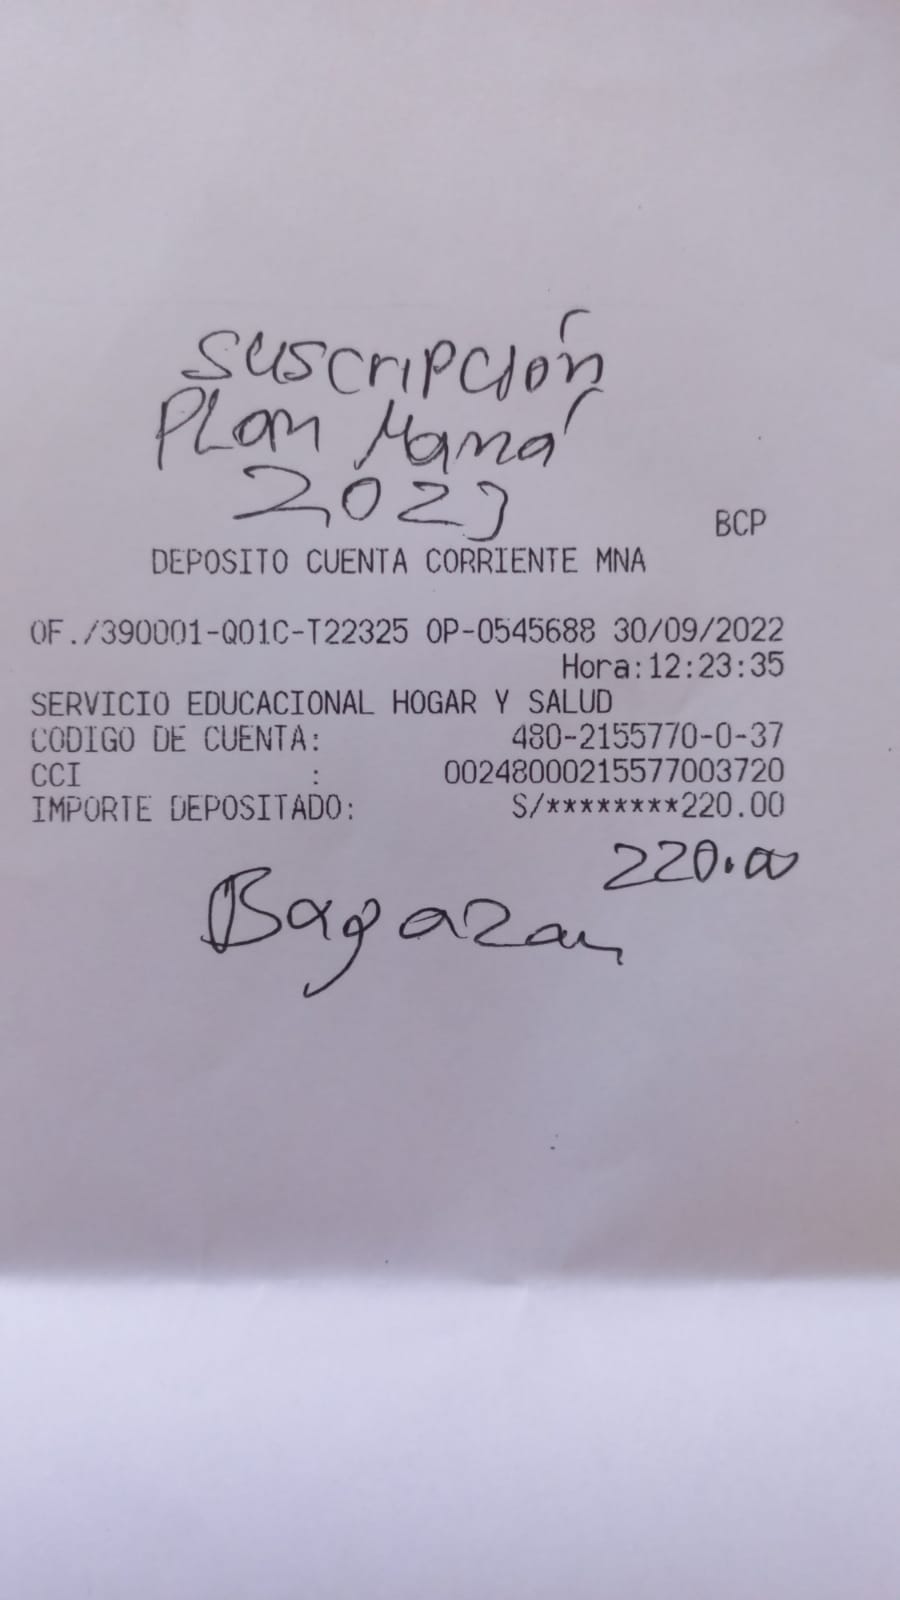 Suscripción
Plan Maná
2023
BCP
DEPOSITO CUENTA CORRIENTE MNA
OF./390001-Q01C-T22325 OP-0545688 30/09/2022
Hora:12:23:35
SERVICIO EDUCACIONAL HOGAR Y SALUD
CODIGO DE CUENTA: 480-2155770-0-37
CCI : 00248000215577003720
IMPORTE DEPOSITADO: S/********220.00
220.00
Bagazan